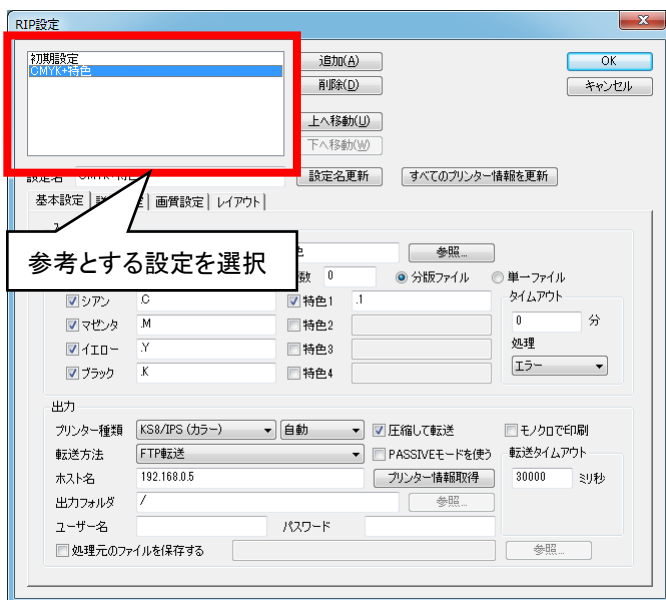 RIP設定
初期設定
CMYK+特色
追加(A)
削除(D)
上へ移動(U)
下へ移動(W)
OK
キャンセル
設定名更新
すべてのプリンター情報を更新
基本設定
画質設定
レイアウト
参考とする設定を選択
参照...
数 0
分版ファイル
単一ファイル
シアン .C
特色1 .1
マゼンタ .M
特色2
イエロー .Y
特色3
ブラック .K
特色4
タイムアウト
0 分
処理
エラー
出力
プリンター種類 KS8/IPS (カラー) 自動
圧縮して転送
モノクロで印刷
転送方法 FTP転送
PASSIVEモードを使う
転送タイムアウト
ホスト名 192.168.0.5
プリンター情報取得
30000 ミリ秒
出力フォルダ /
参照...
ユーザー名
パスワード
処理元のファイルを保存する
参照...